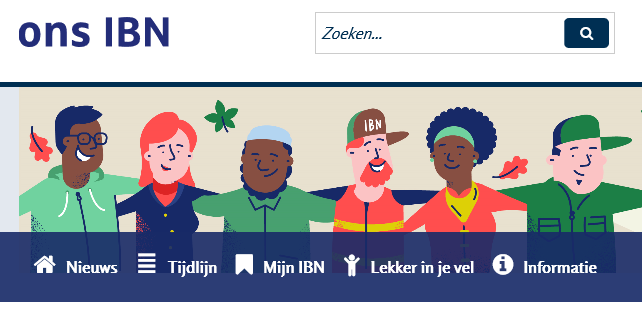 ons IBN
Zoeken...
IBN
Nieuws Tijdlijn Mijn IBN Lekker in je vel Informatie